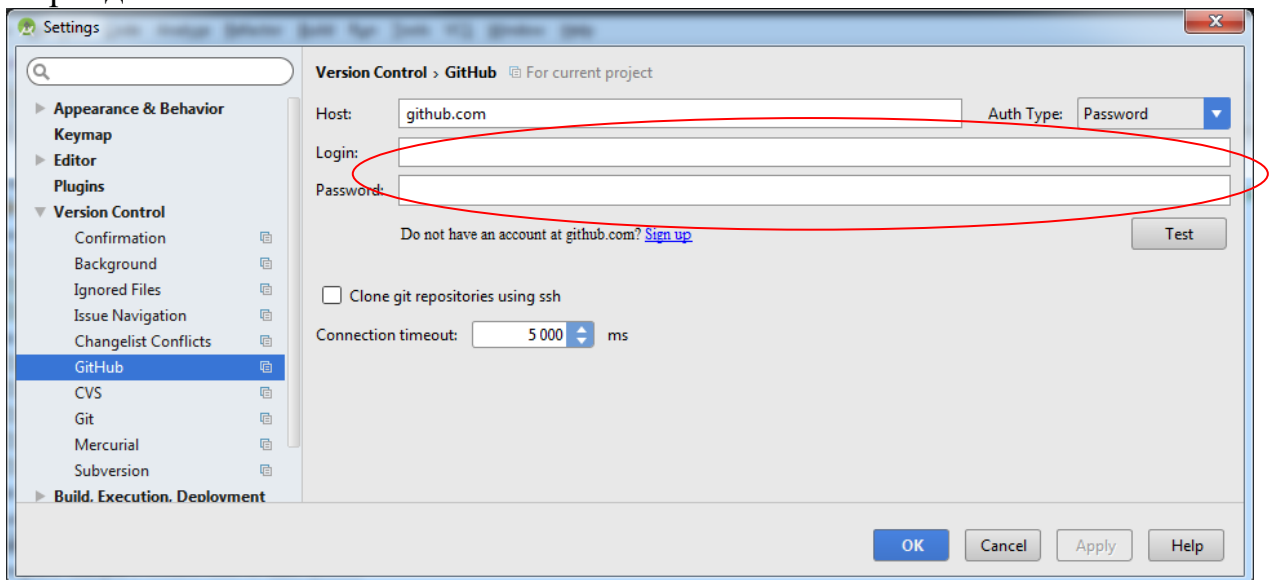 Settings
Version Control › GitHub For current project
Appearance & Behavior
Keymap
Editor
Plugins
Version Control
Confirmation
Background
Ignored Files
Issue Navigation
Changelist Conflicts
GitHub
CVS
Git
Mercurial
Subversion
Build, Execution, Deployment
Host: github.com Auth Type: Password
Login:
Password:
Do not have an account at github.com? Sign up
Test
Clone git repositories using ssh
Connection timeout: 5 000 ms
OK Cancel Apply Help